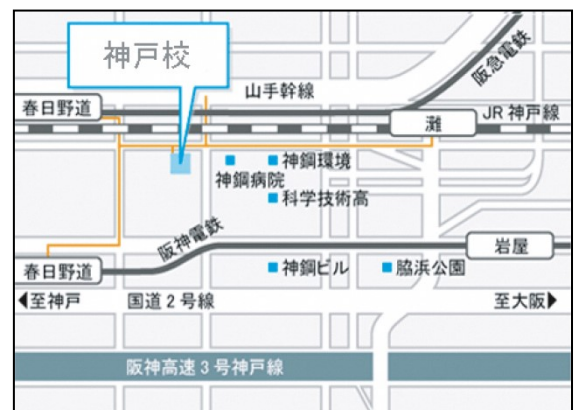 神戸校
阪急電鉄
山手幹線
春日野道
JR 神戸線
灘
神鋼環境
神鋼病院
科学技術高
阪神電鉄
岩屋
春日野道
神鋼ビル
脇浜公園
◀至神戸
国道2号線
至大阪▶
阪神高速3号神戸線